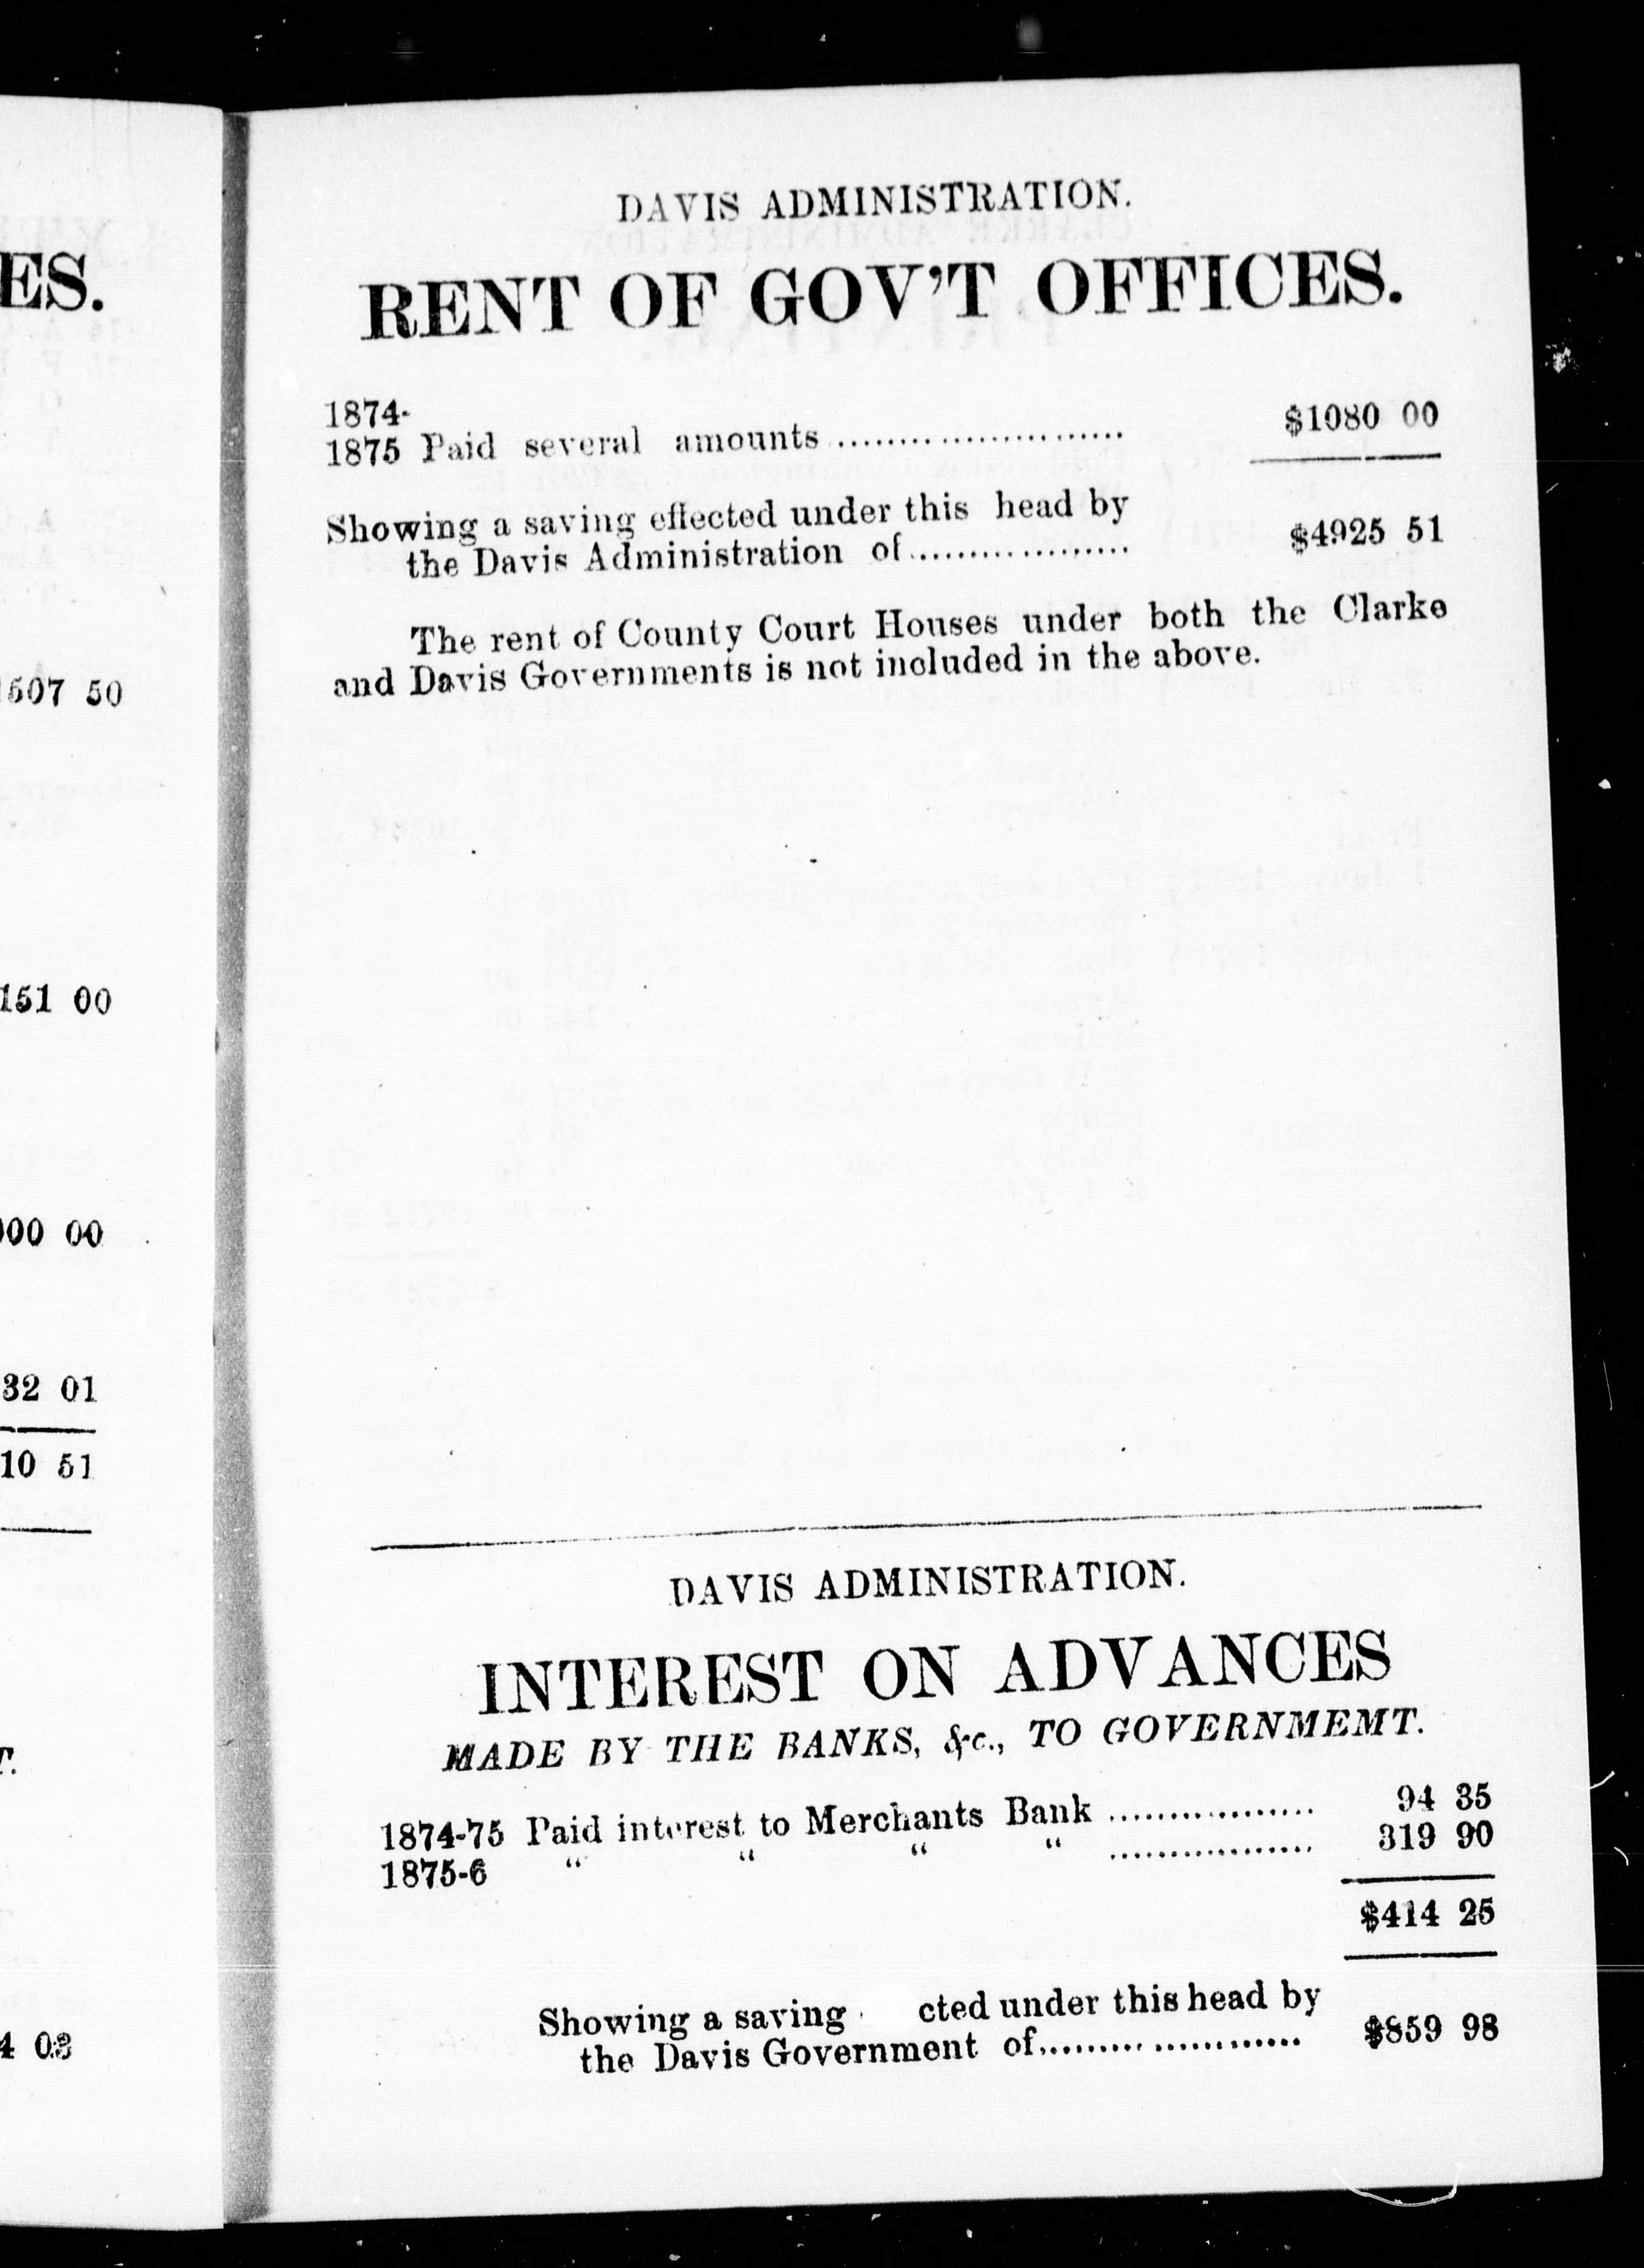 ES.
507 50
151 00
00 00
32 01
10 51
T.
4 03
DAVIS ADMINISTRATION.
RENT OF GOV'T OFFICES.
1874-
1875 Paid several amounts ........................ $1080 00
Showing a saving effected under this head by
the Davis Administration of.................. $4925 51
The rent of County Court Houses under both the Clarke
and Davis Governments is not included in the above.
DAVIS ADMINISTRATION.
INTEREST ON ADVANCES
MADE BY THE BANKS, &c., TO GOVERNMEMT.
1874-75 Paid interest to Merchants Bank ................. 94 35
1875-6 “ “ “ “ ................. 319 90
$414 25
Showing a saving cted under this head by
the Davis Government of....................... $859 98